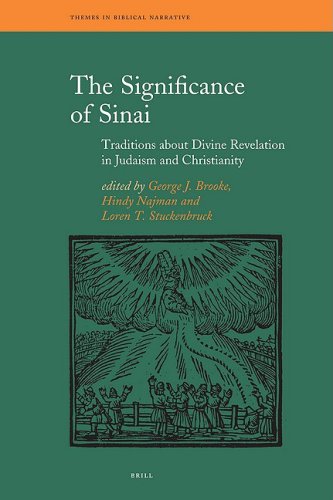 THEMES IN BIBLICAL NARRATIVE
The Significance
of Sinai
Traditions about Divine Revelation
in Judaism and Christianity
edited by George J. Brooke,
Hindy Najman and
Loren T. Stuckenbruck
BRILL